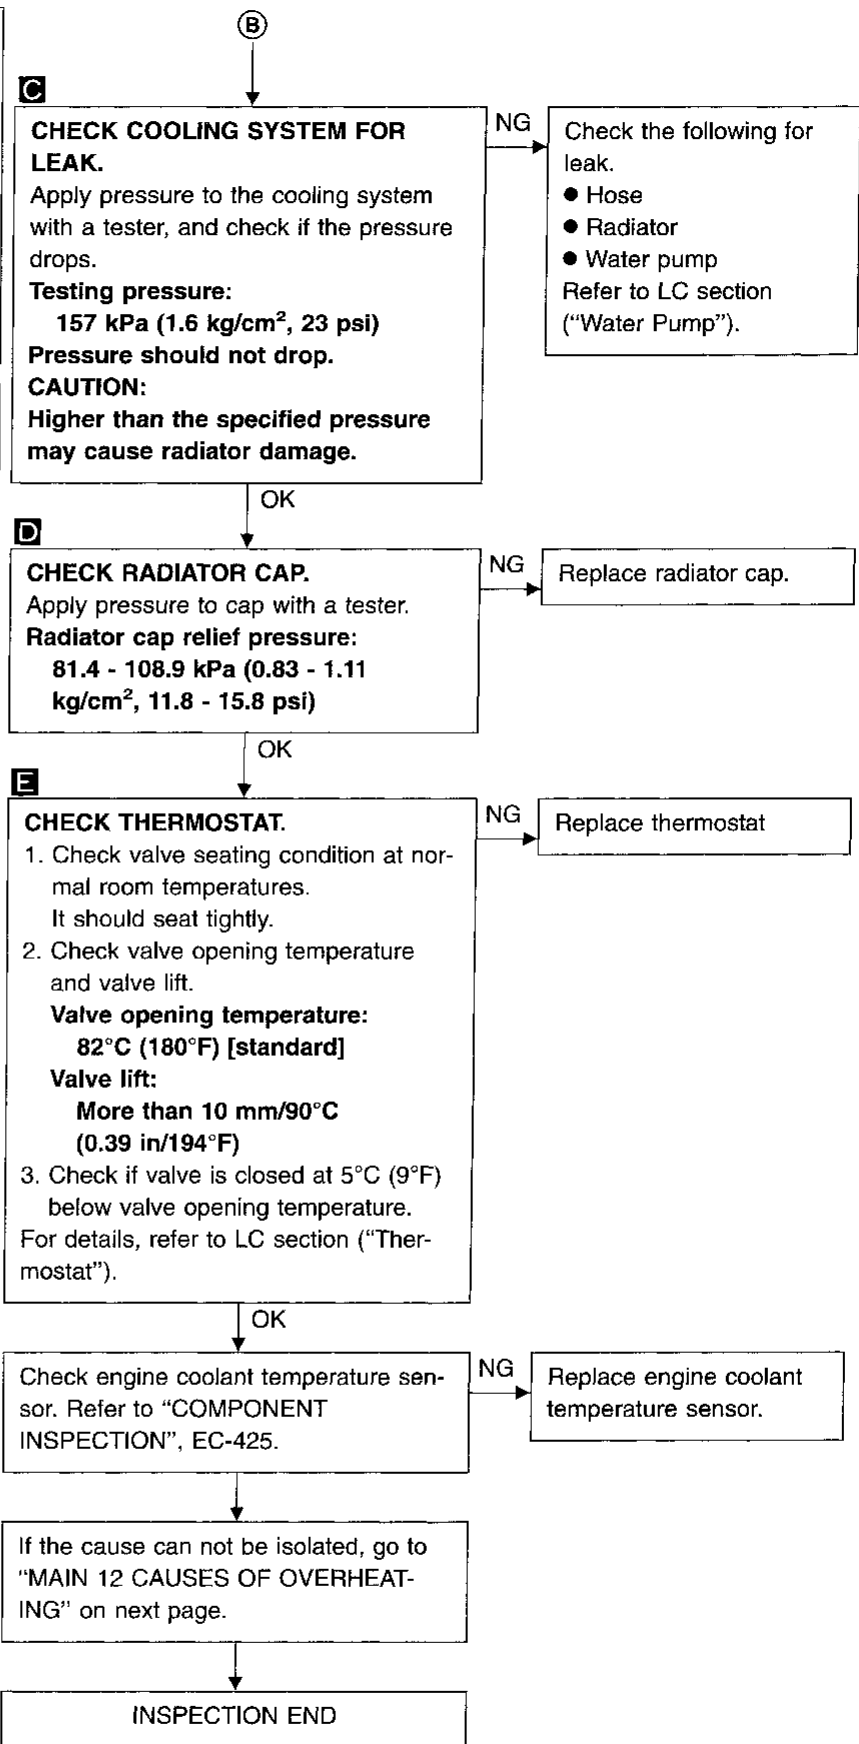 B
C
CHECK COOLING SYSTEM FOR
LEAK.
Apply pressure to the cooling system
with a tester, and check if the pressure
drops.
Testing pressure:
157 kPa (1.6 kg/cm², 23 psi)
Pressure should not drop.
CAUTION:
Higher than the specified pressure
may cause radiator damage.
NG
Check the following for
leak.
● Hose
● Radiator
● Water pump
Refer to LC section
(“Water Pump”).
OK
D
CHECK RADIATOR CAP.
Apply pressure to cap with a tester.
Radiator cap relief pressure:
81.4 - 108.9 kPa (0.83 - 1.11
kg/cm², 11.8 - 15.8 psi)
NG
Replace radiator cap.
OK
E
CHECK THERMOSTAT.
1. Check valve seating condition at nor-
mal room temperatures.
It should seat tightly.
2. Check valve opening temperature
and valve lift.
Valve opening temperature:
82°C (180°F) [standard]
Valve lift:
More than 10 mm/90°C
(0.39 in/194°F)
3. Check if valve is closed at 5°C (9°F)
below valve opening temperature.
For details, refer to LC section (“Ther-
mostat”).
NG
Replace thermostat
OK
Check engine coolant temperature sen-
sor. Refer to “COMPONENT
INSPECTION”, EC-425.
NG
Replace engine coolant
temperature sensor.
If the cause can not be isolated, go to
“MAIN 12 CAUSES OF OVERHEAT-
ING” on next page.
INSPECTION END